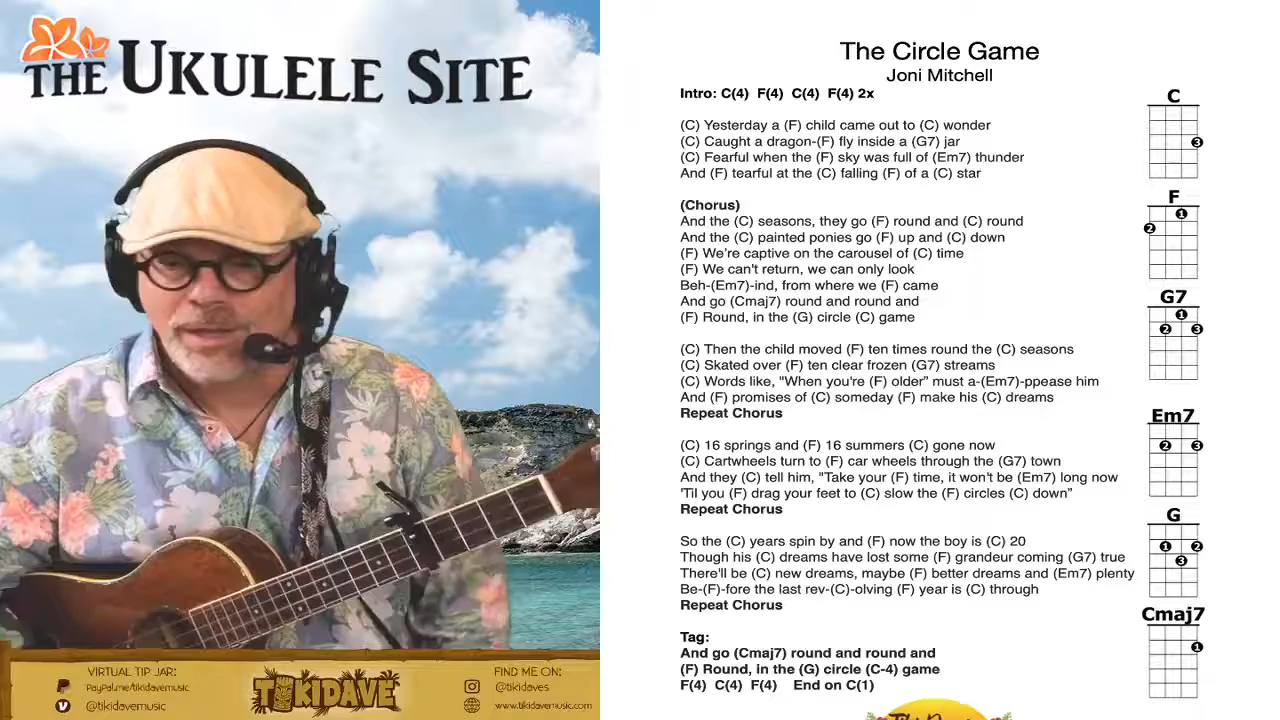 THE UKULELE SITE
VIRTUAL TIP JAR:
PayPal.me/tikidavemusic
@tikidavemusic
TIKIDAVE
FIND ME ON:
@tikidaves
www.tikidavemusic.com
The Circle Game
Joni Mitchell
Intro: C(4) F(4) C(4) F(4) 2x
(C) Yesterday a (F) child came out to (C) wonder
(C) Caught a dragon-(F) fly inside a (G7) jar
(C) Fearful when the (F) sky was full of (Em7) thunder
And (F) tearful at the (C) falling (F) of a (C) star
(Chorus)
And the (C) seasons, they go (F) round and (C) round
And the (C) painted ponies go (F) up and (C) down
(F) We're captive on the carousel of (C) time
(F) We can't return, we can only look
Beh-(Em7)-ind, from where we (F) came
And go (Cmaj7) round and round and
(F) Round, in the (G) circle (C) game
(C) Then the child moved (F) ten times round the (C) seasons
(C) Skated over (F) ten clear frozen (G7) streams
(C) Words like, "When you're (F) older” must a-(Em7)-ppease him
And (F) promises of (C) someday (F) make his (C) dreams
Repeat Chorus
(C) 16 springs and (F) 16 summers (C) gone now
(C) Cartwheels turn to (F) car wheels through the (G7) town
And they (C) tell him, "Take your (F) time, it won't be (Em7) long now
'Til you (F) drag your feet to (C) slow the (F) circles (C) down”
Repeat Chorus
So the (C) years spin by and (F) now the boy is (C) 20
Though his (C) dreams have lost some (F) grandeur coming (G7) true
There'll be (C) new dreams, maybe (F) better dreams and (Em7) plenty
Be-(F)-fore the last rev-(C)-olving (F) year is (C) through
Repeat Chorus
Tag:
And go (Cmaj7) round and round and
(F) Round, in the (G) circle (C-4) game
F(4) C(4) F(4) End on C(1)
C
3
F
1
2
G7
1
2 3
Em7
2 3
G
1 2
3
Cmaj7
1